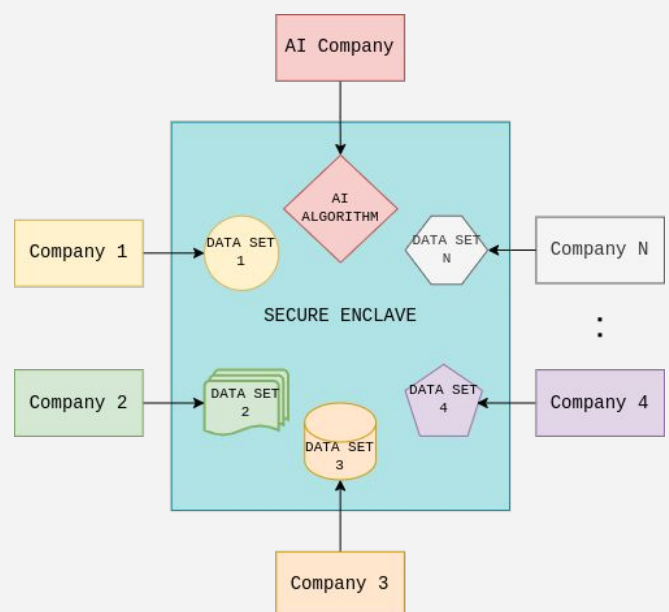 AI Company
AI
ALGORITHM
Company 1
DATA SET
1
DATA SET
N
Company N
SECURE ENCLAVE
:
Company 2
DATA SET
2
DATA SET
3
DATA SET
4
Company 4
Company 3